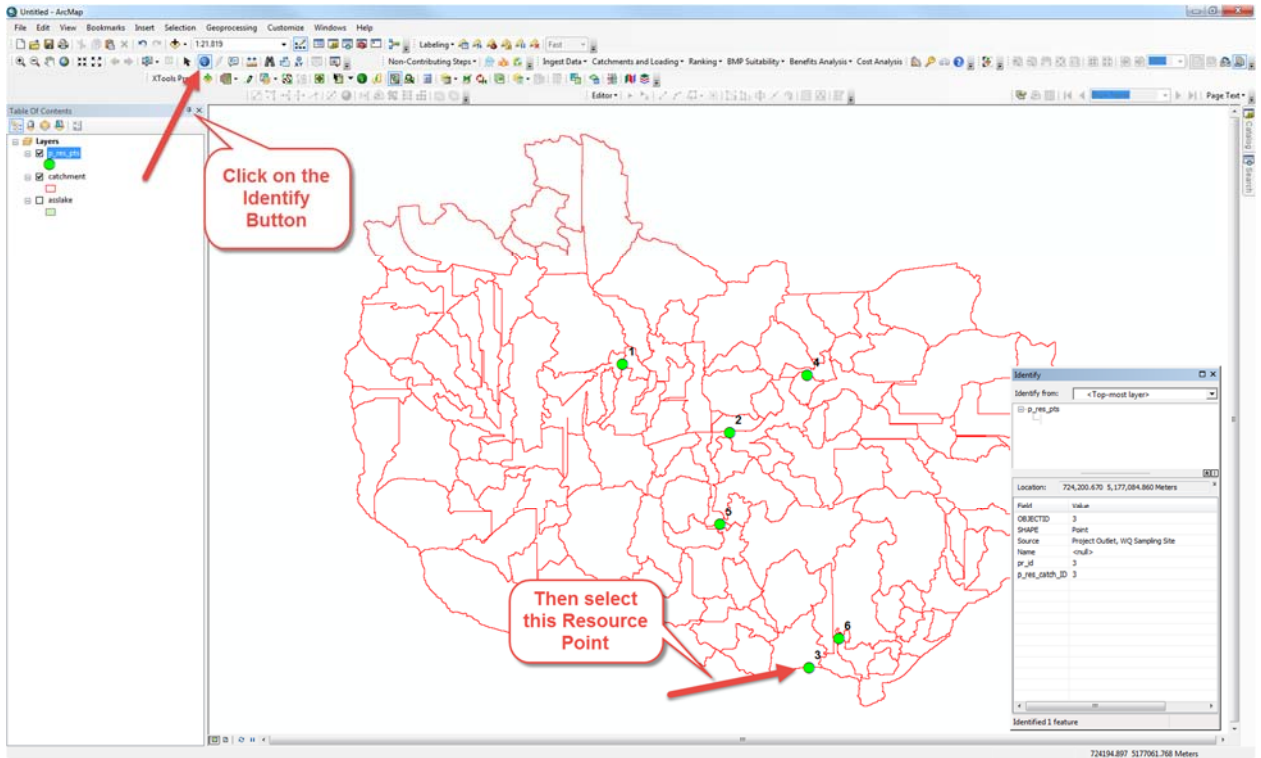 Untitled - ArcMap
File Edit View Bookmarks Insert Selection Geoprocessing Customize Windows Help
1:21,819 Labeling Fast
Non-Contributing Steps Ingest Data Catchments and Loading Ranking BMP Suitability Benefits Analysis Cost Analysis
XTools Pro
Editor Page Text
Table Of Contents
Layers
p_res_pts
catchment
asslake
Click on the
Identify
Button
Catalog
Search
1
4
2
5
6
3
Then select
this Resource
Point
Identify
Identify from: <Top-most layer>
p_res_pts
Location: 724,200.670 5,177,084.860 Meters
Field Value
OBJECTID 3
SHAPE Point
Source Project Outlet, WQ Sampling Site
Name <null>
pr_id 3
p_res_catch_ID 3
Identified 1 feature
724194.897 5177061.768 Meters